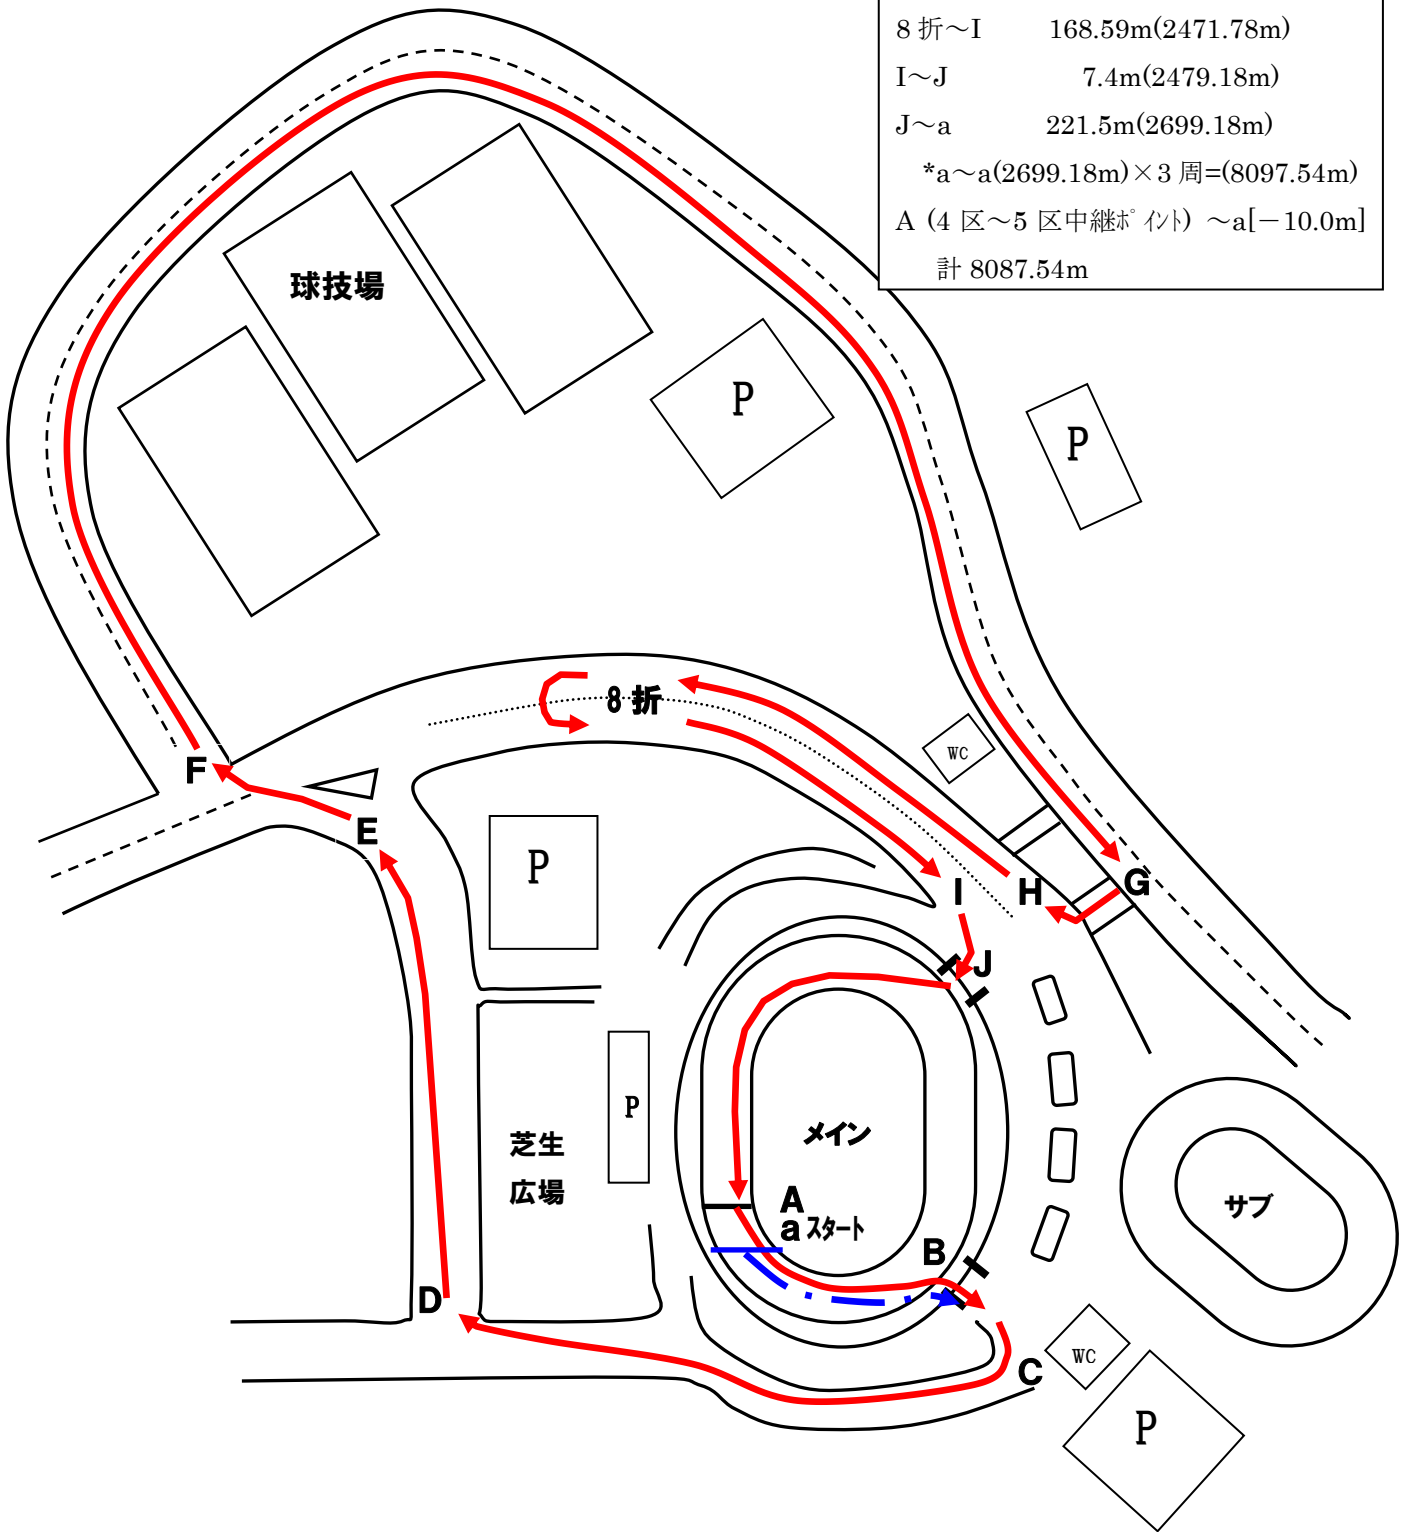 8 折～I 168.59m(2471.78m)
I～J 7.4m(2479.18m)
J～a 221.5m(2699.18m)
*a～a(2699.18m)×3 周=(8097.54m)
A (4 区～5 区中継ﾎﾟｲﾝﾄ) ～a[－10.0m]
計 8087.54m
球技場
P
P
8 折
WC
F
E
P
I
H
G
J
P
メイン
芝生
広場
A
aスタート
サブ
B
D
WC
C
P